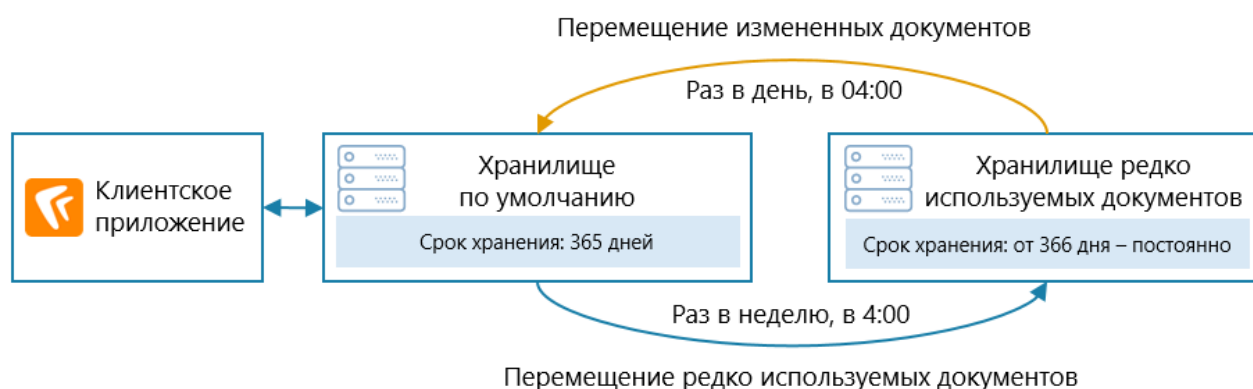 Перемещение измененных документов
Раз в день, в 04:00
Клиентское
приложение
Хранилище
по умолчанию
Срок хранения: 365 дней
Хранилище редко
используемых документов
Срок хранения: от 366 дня – постоянно
Раз в неделю, в 4:00
Перемещение редко используемых документов